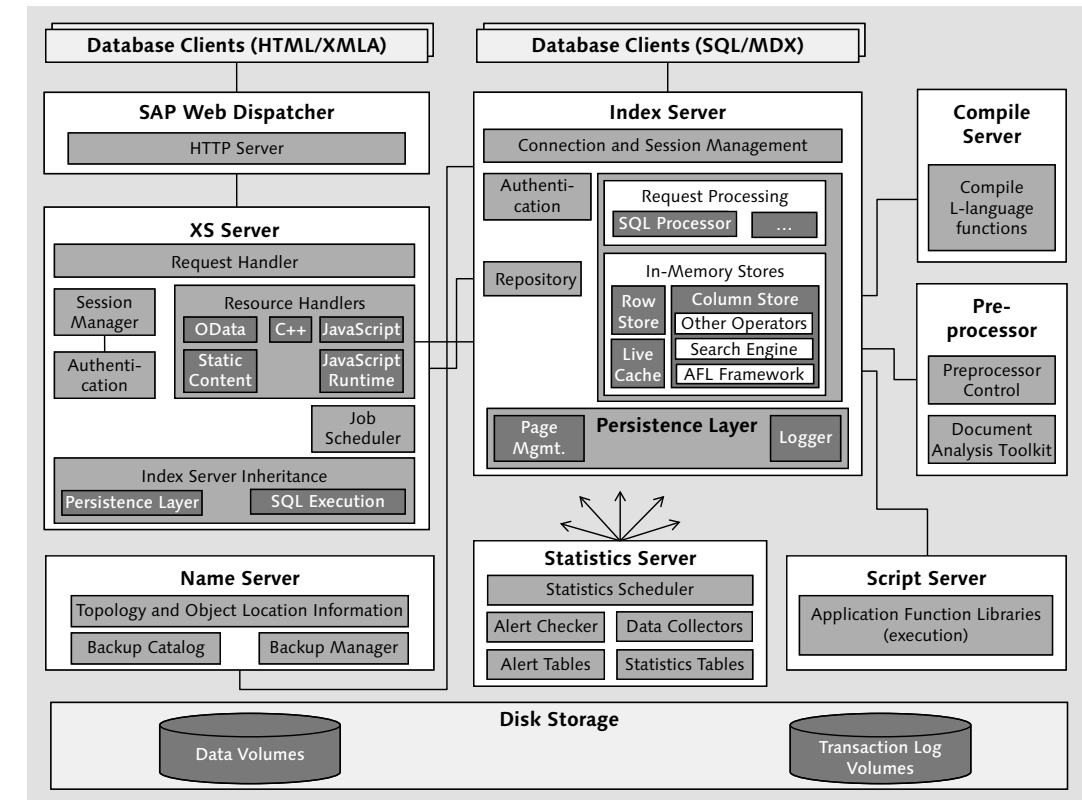 Database Clients (HTML/XMLA)
Database Clients (SQL/MDX)
SAP Web Dispatcher
HTTP Server
XS Server
Request Handler
Session
Manager
Authenti-
cation
Resource Handlers
OData
C++
JavaScript
Static
Content
JavaScript
Runtime
Job
Scheduler
Index Server Inheritance
Persistence Layer
SQL Execution
Name Server
Topology and Object Location Information
Backup Catalog
Backup Manager
Index Server
Connection and Session Management
Authenti-
cation
Repository
Request Processing
SQL Processor
...
In-Memory Stores
Row
Store
Live
Cache
Column Store
Other Operators
Search Engine
AFL Framework
Page
Mgmt.
Persistence Layer
Logger
Statistics Server
Statistics Scheduler
Alert Checker
Data Collectors
Alert Tables
Statistics Tables
Compile
Server
Compile
L-language
functions
Pre-
processor
Preprocessor
Control
Document
Analysis Toolkit
Script Server
Application Function Libraries
(execution)
Disk Storage
Data Volumes
Transaction Log
Volumes